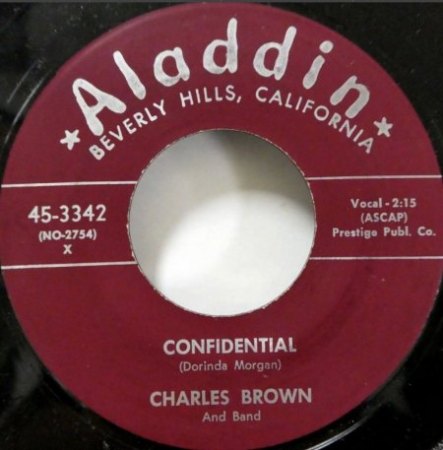 ★ Aladdin ★
BEVERLY HILLS, CALIFORNIA
45-3342
(NO-2754)
X
Vocal - 2:15
(ASCAP)
Prestige Publ. Co.
CONFIDENTIAL
(Dorinda Morgan)
CHARLES BROWN
And Band